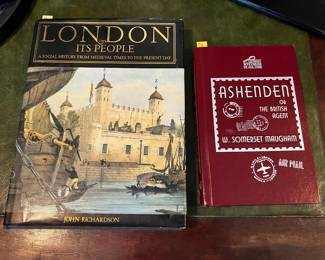 LONDON
ITS PEOPLE
A SOCIAL HISTORY FROM MEDIEVAL TIMES TO THE PRESENT DAY
JOHN RICHARDSON
ASHENDEN
OR
THE BRITISH
AGENT
W. SOMERSET MAUGHAM
AIR MAIL